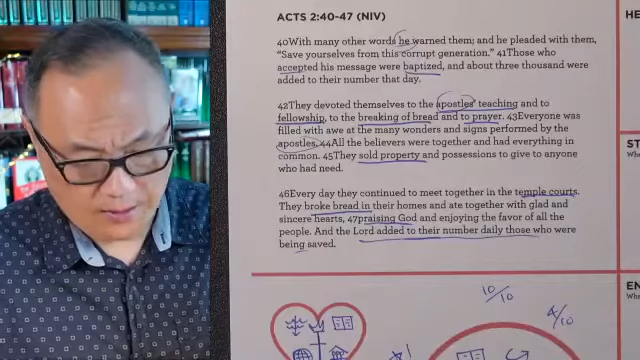 ACTS 2:40-47 (NIV)
40With many other words he warned them; and he pleaded with them,
"Save yourselves from this corrupt generation." 41Those who
accepted his message were baptized, and about three thousand were
added to their number that day.
42They devoted themselves to the apostles' teaching and to
fellowship, to the breaking of bread and to prayer. 43Everyone was
filled with awe at the many wonders and signs performed by the
apostles. 44All the believers were together and had everything in
common. 45They sold property and possessions to give to anyone
who had need.
46Every day they continued to meet together in the temple courts.
They broke bread in their homes and ate together with glad and
sincere hearts, 47praising God and enjoying the favor of all the
people. And the Lord added to their number daily those who were
being saved.
HE
ST
EN
10/10
4/10